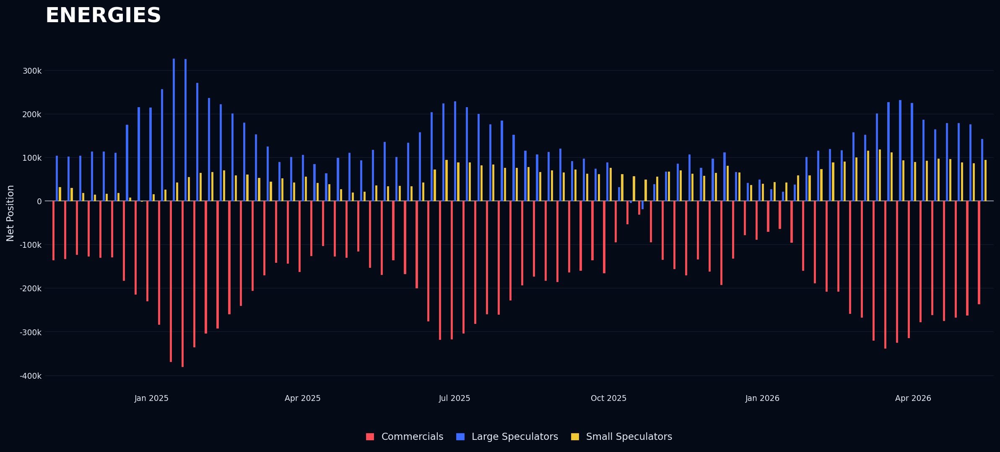 ENERGIES
300k
200k
100k
0
-100k
-200k
-300k
-400k
Net Position
Jan 2025
Apr 2025
Jul 2025
Oct 2025
Jan 2026
Apr 2026
Commercials
Large Speculators
Small Speculators